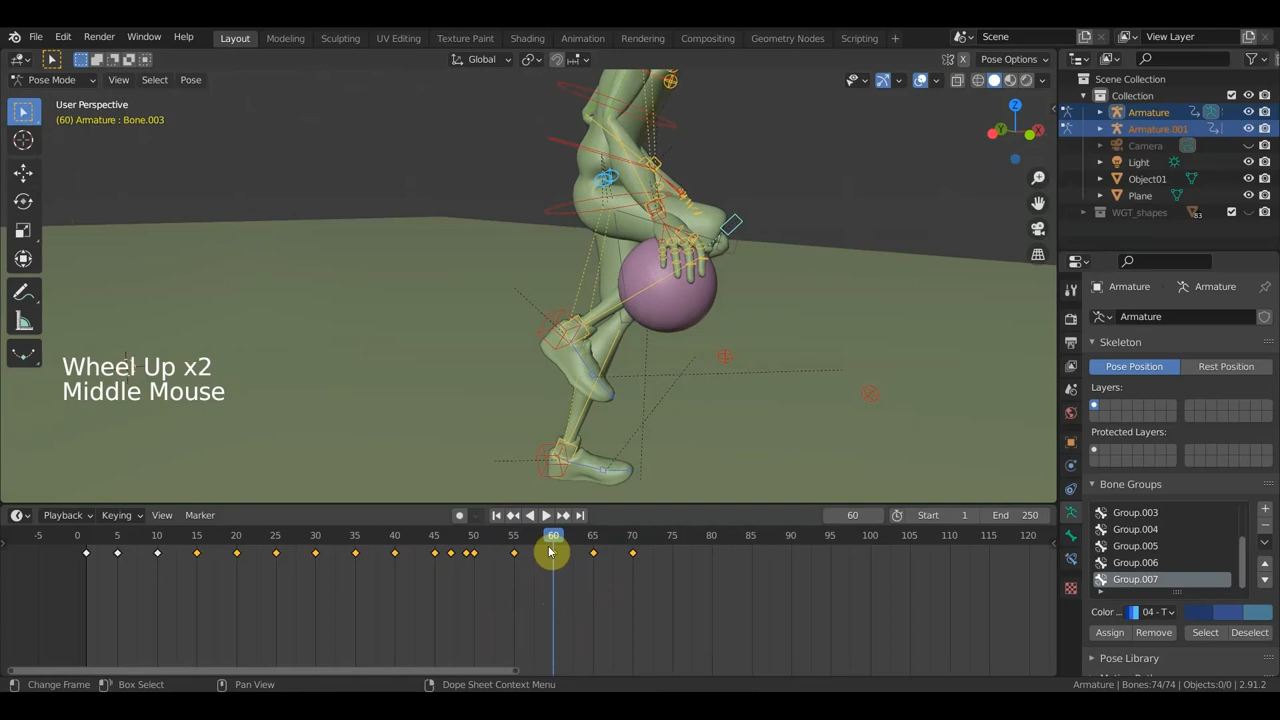 File Edit Render Window Help Layout Modeling Sculpting UV Editing Texture Paint Shading Animation Rendering Compositing Geometry Nodes Scripting + Scene View Layer
Global X Pose Options
Pose Mode View Select Pose
User Perspective
(60) Armature : Bone.003
Scene Collection
Collection
Armature
Armature.001
Camera
Light
Object01
Plane
WGT_shapes 83
Z
Y X
Armature Armature
Armature
Skeleton
Pose Position Rest Position
Layers:
Protected Layers:
Bone Groups
Group.003
Group.004
Group.005
Group.006
Group.007
Color ... 04 - T
Assign Remove Select Deselect
Pose Library
Wheel Up x2
Middle Mouse
Playback Keying View Marker 60 Start 1 End 250
-5 0 5 10 15 20 25 30 35 40 45 50 55 60 65 70 75 80 85 90 95 100 105 110 115 120
Change Frame Box Select Pan View Dope Sheet Context Menu Armature | Bones:74/74 | Objects:0/0 | 2.91.2